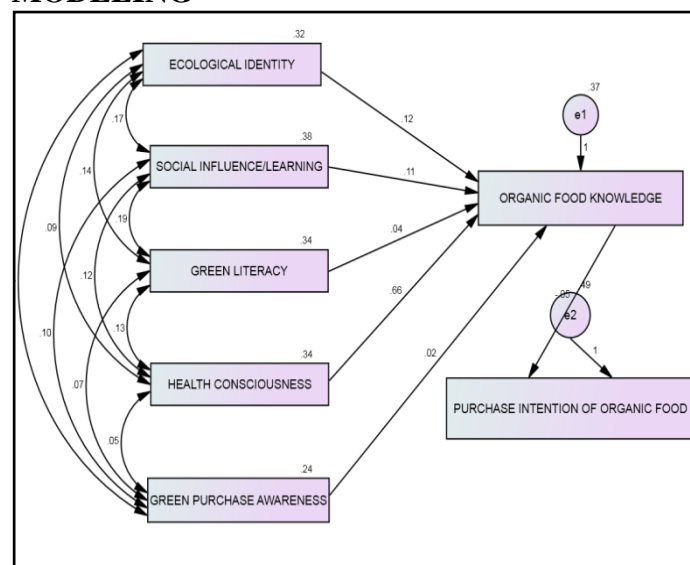 MODELING
.32
ECOLOGICAL IDENTITY
.37
e1
.17
.12
.38
1
SOCIAL INFLUENCE/LEARNING
.11
.14
ORGANIC FOOD KNOWLEDGE
.19
.34
.04
.09
GREEN LITERACY
.12
.66
.49
-.05
.13
e2
.10
.34
.02
1
.07
HEALTH CONSCIOUSNESS
PURCHASE INTENTION OF ORGANIC FOOD
.05
.24
GREEN PURCHASE AWARENESS